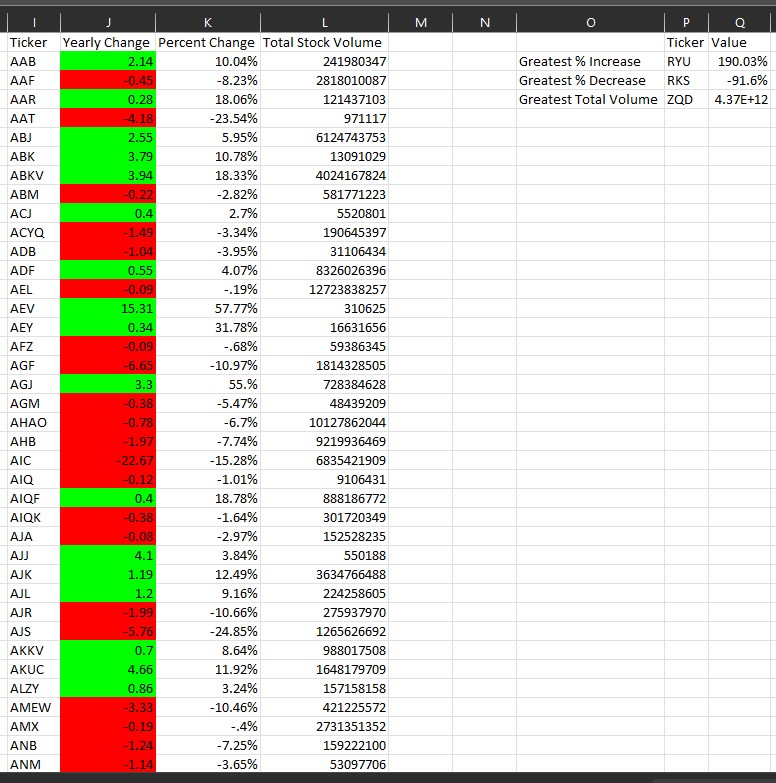 I J K L M N O P Q
Ticker Yearly Change Percent Change Total Stock Volume Ticker Value
AAB 2.14 10.04% 241980347 Greatest % Increase RYU 190.03%
AAF -0.45 -8.23% 2818010087 Greatest % Decrease RKS -91.6%
AAR 0.28 18.06% 121437103 Greatest Total Volume ZQD 4.37E+12
AAT -4.18 -23.54% 971117
ABJ 2.55 5.95% 6124743753
ABK 3.79 10.78% 13091029
ABKV 3.94 18.33% 4024167824
ABM -0.22 -2.82% 581771223
ACJ 0.4 2.7% 5520801
ACYQ -1.49 -3.34% 190645397
ADB -1.04 -3.95% 31106434
ADF 0.55 4.07% 8326026396
AEL -0.09 -.19% 12723838257
AEV 15.31 57.77% 310625
AEY 0.34 31.78% 16631656
AFZ -0.09 -.68% 59386345
AGF -6.65 -10.97% 1814328505
AGJ 3.3 55.% 728384628
AGM -0.38 -5.47% 48439209
AHAO -0.78 -6.7% 10127862044
AHB -1.97 -7.74% 9219936469
AIC -22.67 -15.28% 6835421909
AIQ -0.12 -1.01% 9106431
AIQF 0.4 18.78% 888186772
AIQK -0.38 -1.64% 301720349
AJA -0.08 -2.97% 152528235
AJJ 4.1 3.84% 550188
AJK 1.19 12.49% 3634766488
AJL 1.2 9.16% 224258605
AJR -1.99 -10.66% 275937970
AJS -5.76 -24.85% 1265626692
AKKV 0.7 8.64% 988017508
AKUC 4.66 11.92% 1648179709
ALZY 0.86 3.24% 157158158
AMEW -3.33 -10.46% 421225572
AMX -0.19 -.4% 2731351352
ANB -1.24 -7.25% 159222100
ANM -1.14 -3.65% 53097706